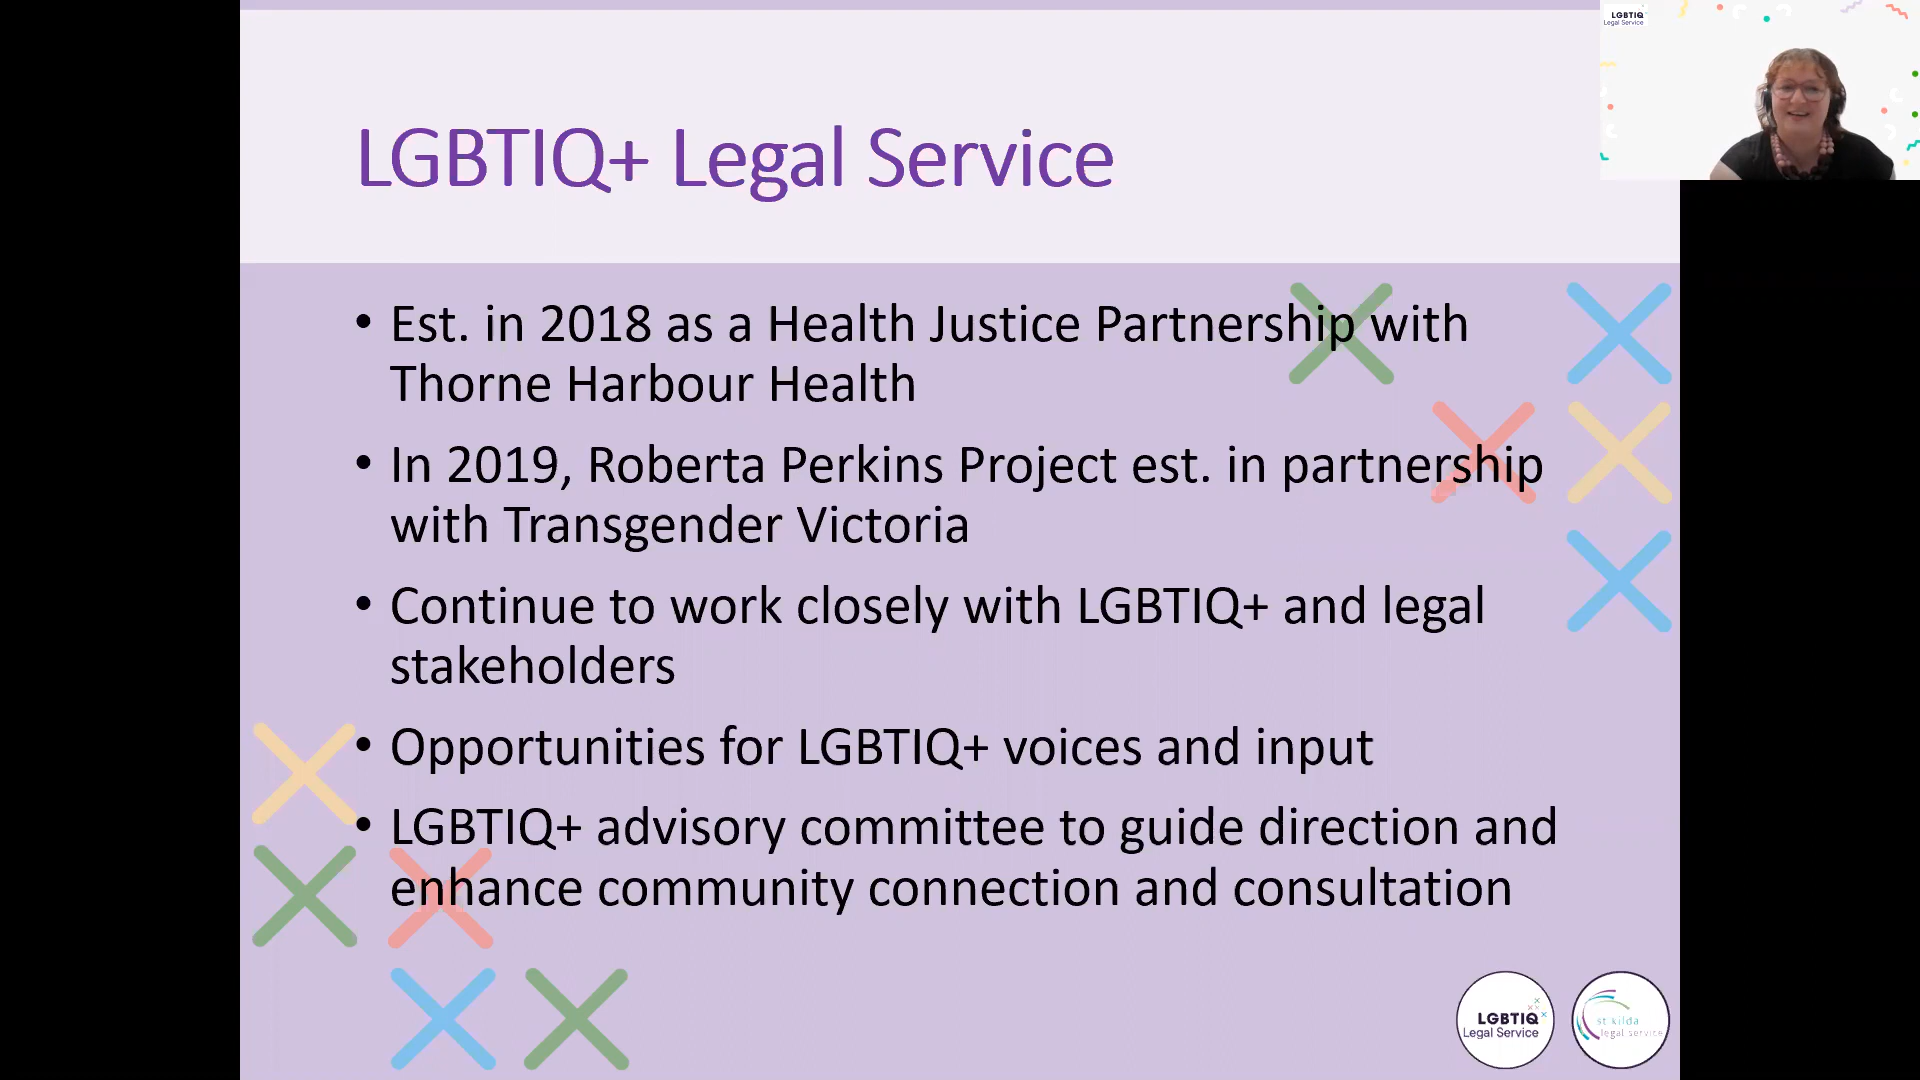 LGBTIQ
Legal Service
LGBTIQ+ Legal Service
• Est. in 2018 as a Health Justice Partnership with
Thorne Harbour Health
• In 2019, Roberta Perkins Project est. in partnership
with Transgender Victoria
• Continue to work closely with LGBTIQ+ and legal
stakeholders
• Opportunities for LGBTIQ+ voices and input
• LGBTIQ+ advisory committee to guide direction and
enhance community connection and consultation
LGBTIQ
Legal Service
st kilda
legal service